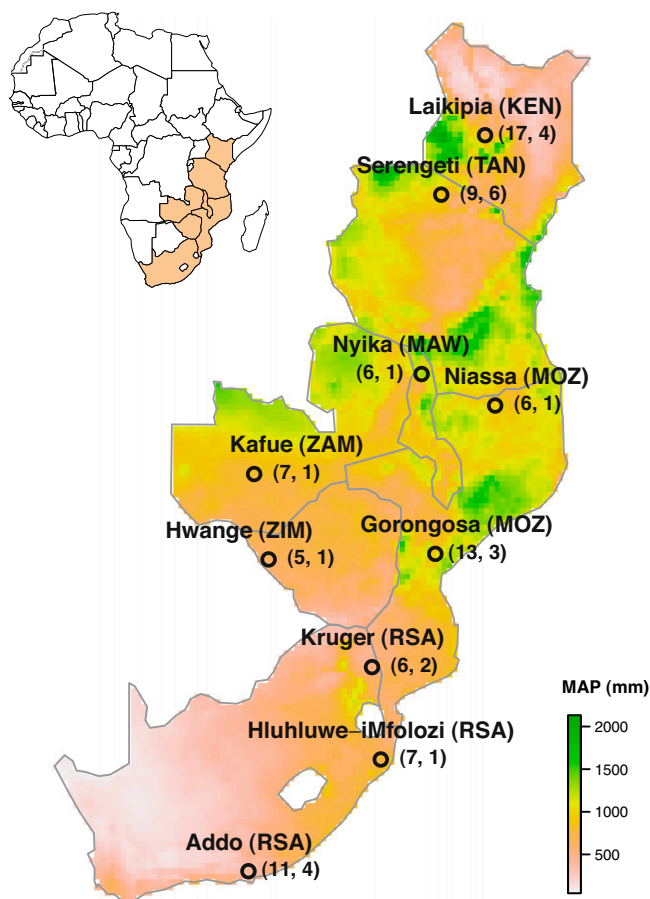 Laikipia (KEN)
(17, 4)
Serengeti (TAN)
(9, 6)
Nyika (MAW)
(6, 1)
Niassa (MOZ)
(6, 1)
Kafue (ZAM)
(7, 1)
Gorongosa (MOZ)
(13, 3)
Hwange (ZIM)
(5, 1)
Kruger (RSA)
(6, 2)
MAP (mm)
2000
1500
1000
500
Hluhluwe–iMfolozi (RSA)
(7, 1)
Addo (RSA)
(11, 4)